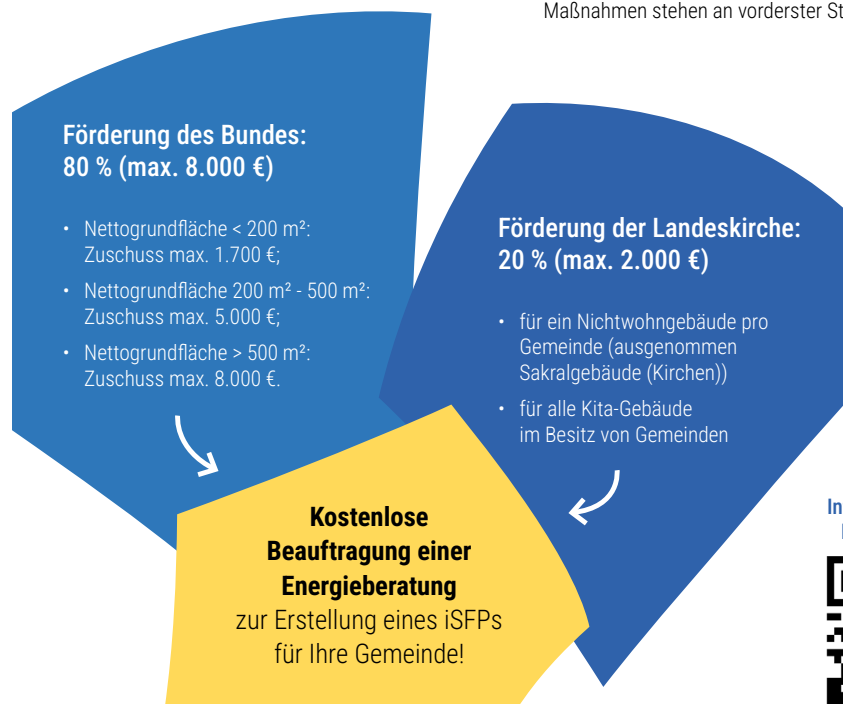 Maßnahmen stehen an vorderster St
Förderung des Bundes:
80 % (max. 8.000 €)
• Nettogrundfläche < 200 m²:
Zuschuss max. 1.700 €;
• Nettogrundfläche 200 m² - 500 m²:
Zuschuss max. 5.000 €;
• Nettogrundfläche > 500 m²:
Zuschuss max. 8.000 €.
Förderung der Landeskirche:
20 % (max. 2.000 €)
• für ein Nichtwohngebäude pro
Gemeinde (ausgenommen
Sakralgebäude (Kirchen))
• für alle Kita-Gebäude
im Besitz von Gemeinden
Kostenlose
Beauftragung einer
Energieberatung
zur Erstellung eines iSFPs
für Ihre Gemeinde!
In